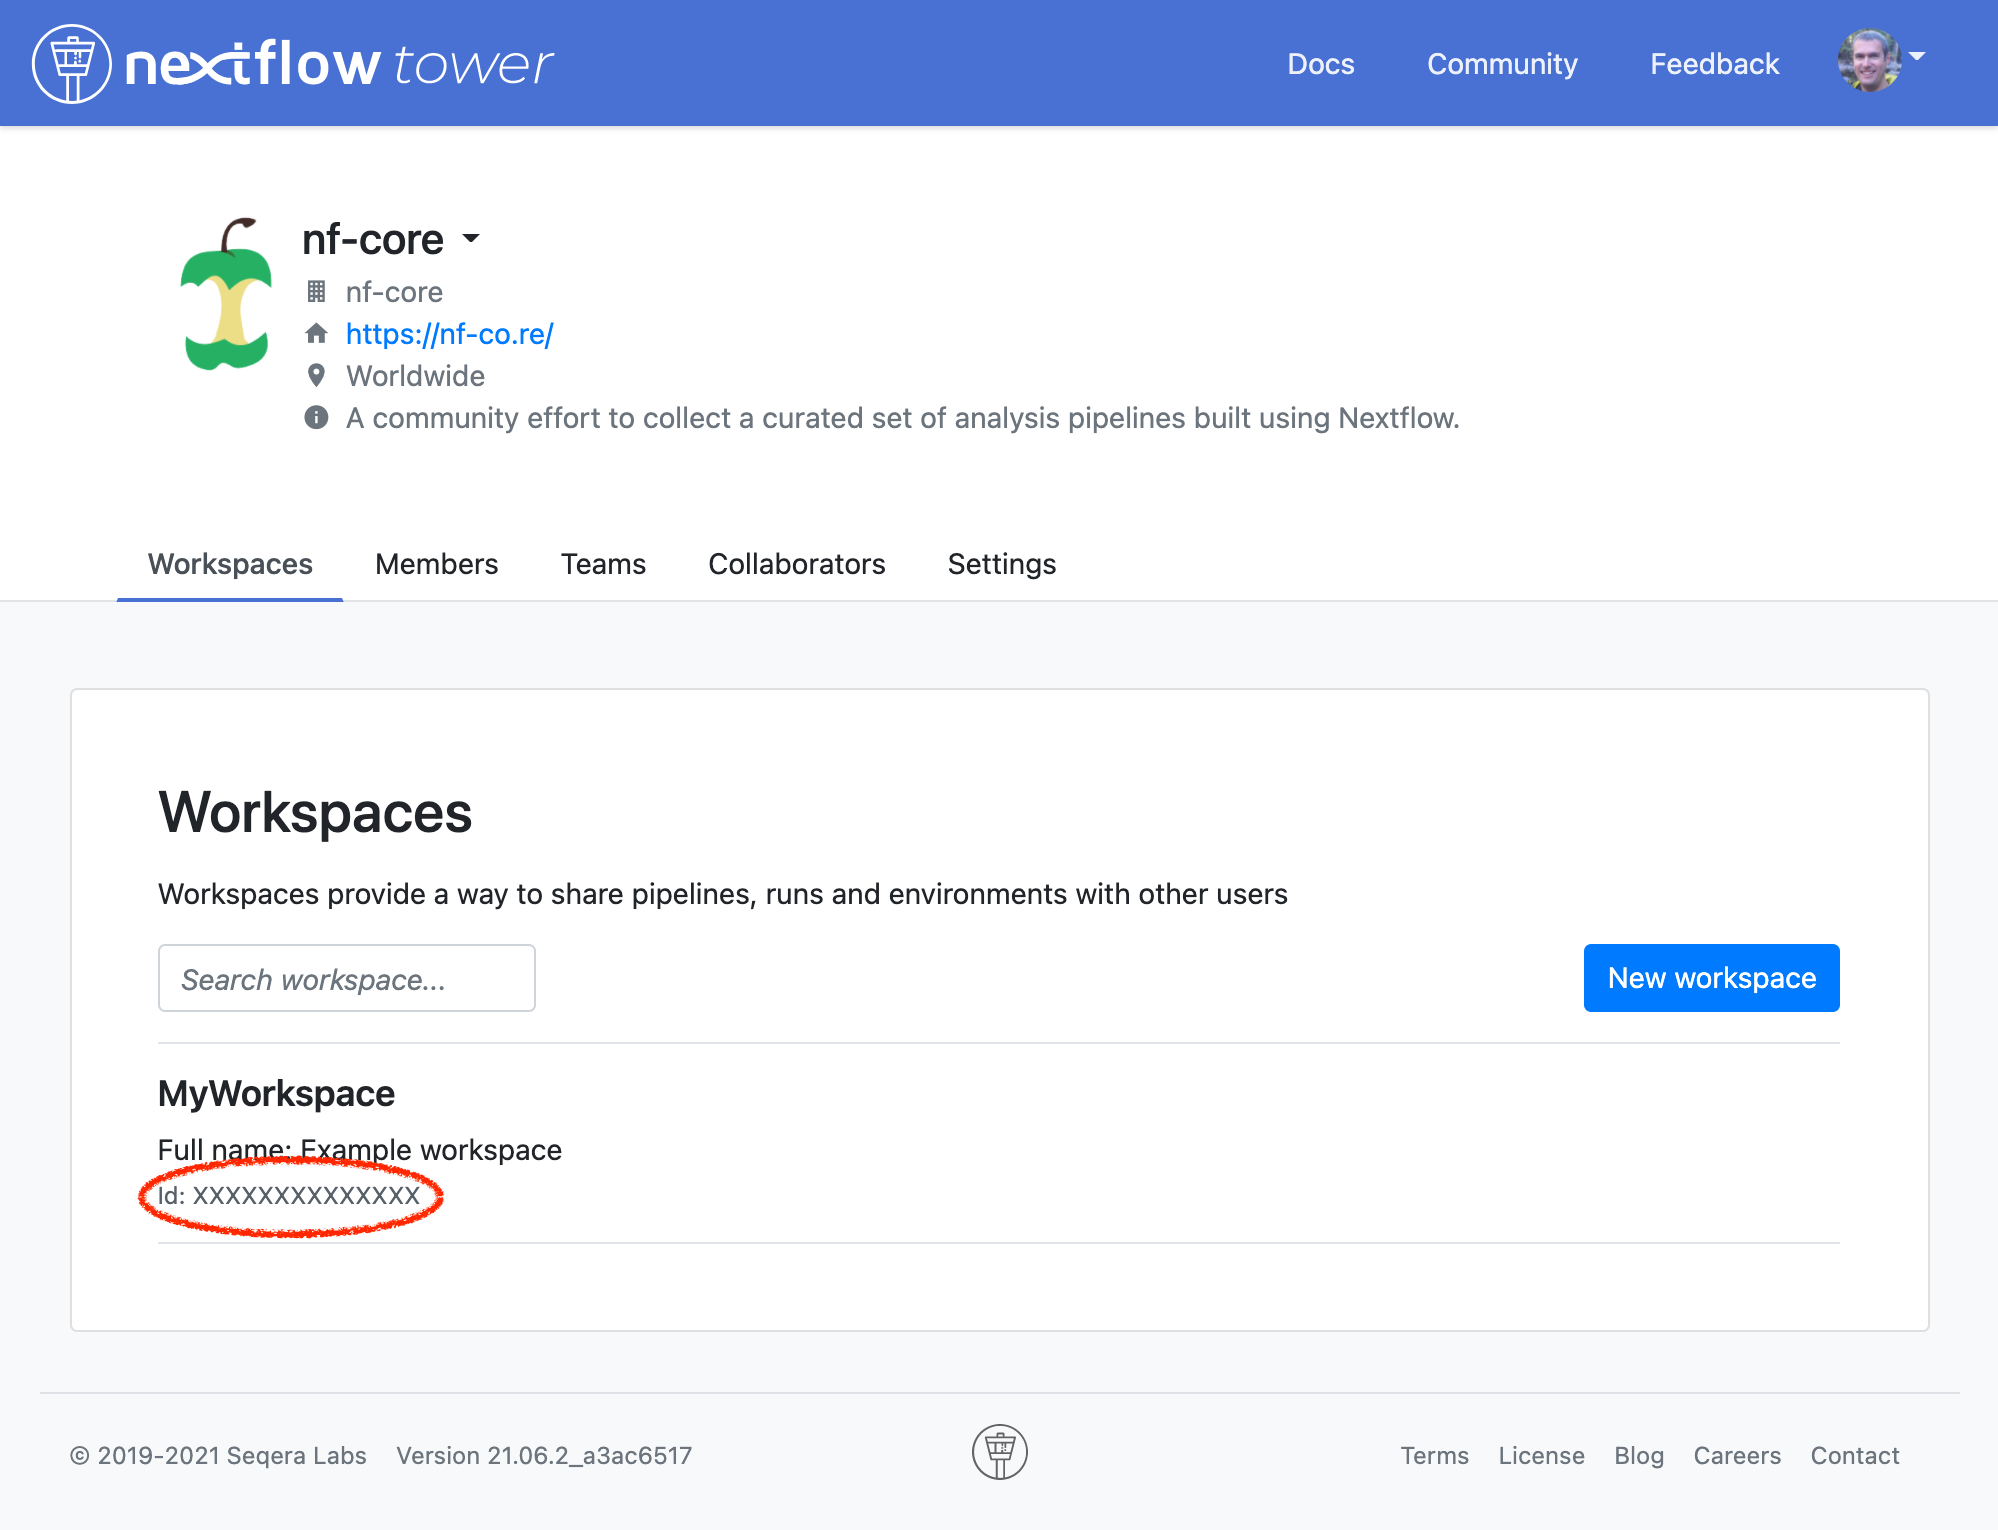 nextflow tower
Docs Community Feedback
nf-core
nf-core
https://nf-co.re/
Worldwide
A community effort to collect a curated set of analysis pipelines built using Nextflow.
Workspaces Members Teams Collaborators Settings
Workspaces
Workspaces provide a way to share pipelines, runs and environments with other users
Search workspace...
New workspace
MyWorkspace
Full name: Example workspace
Id: XXXXXXXXXXXXXX
© 2019-2021 Seqera Labs Version 21.06.2_a3ac6517
Terms License Blog Careers Contact